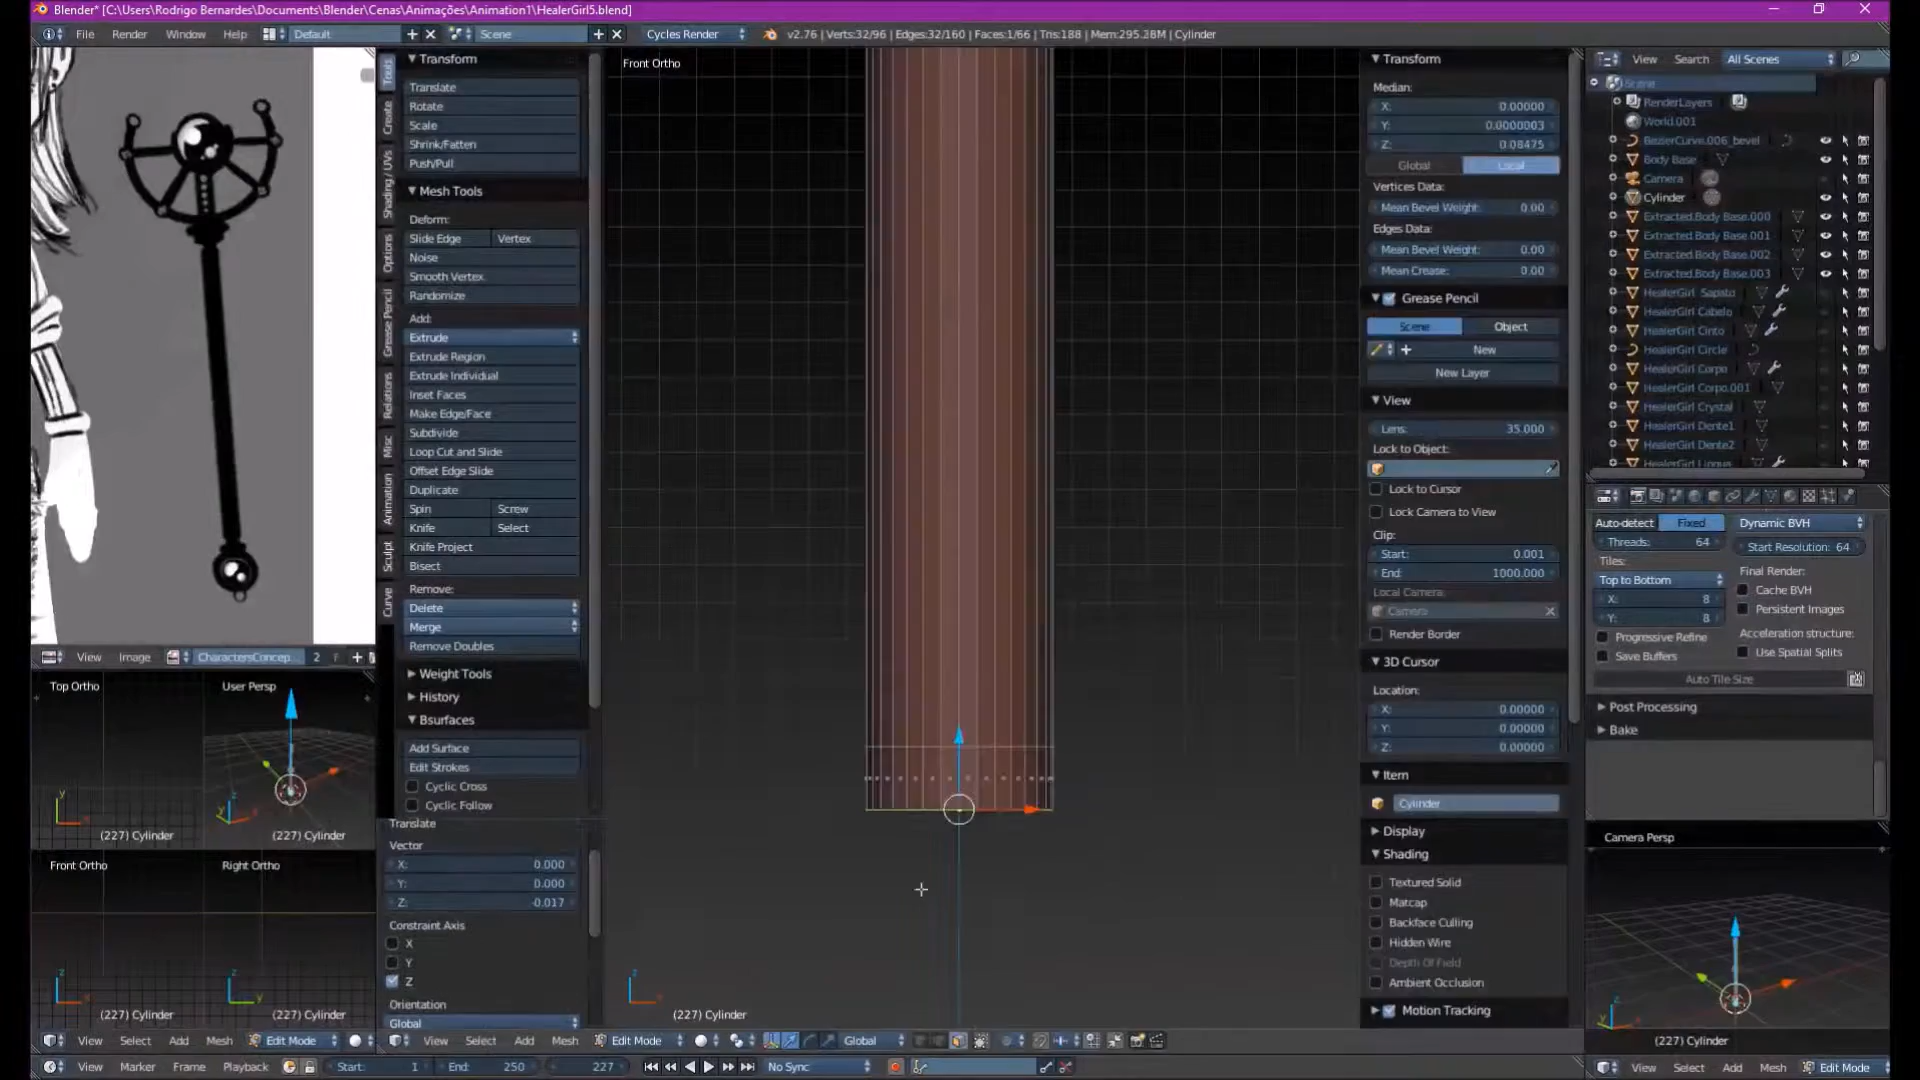 Blender* [C:\Users\Rodrigo Bernardes\Documents\Blender\Cenas\Animações\Animation1\HealerGirl5.blend]
File Render Window Help Default Scene Cycles Render v2.76 | Verts:32/96 | Edges:32/160 | Faces:1/66 | Tris:188 | Mem:295.28M | Cylinder
View Image CharactersConcep... 2 F
Top Ortho
User Persp
(227) Cylinder
(227) Cylinder
Front Ortho
Right Ortho
(227) Cylinder
(227) Cylinder
View Select Add Mesh Edit Mode
Tools
Create
Shading / UVs
Options
Grease Pencil
Relations
Misc
Animation
Sculpt
Curve
Transform
Translate
Rotate
Scale
Shrink/Fatten
Push/Pull
Mesh Tools
Deform:
Slide Edge Vertex
Noise
Smooth Vertex
Randomize
Add:
Extrude
Extrude Region
Extrude Individual
Inset Faces
Make Edge/Face
Subdivide
Loop Cut and Slide
Offset Edge Slide
Duplicate
Spin Screw
Knife Select
Knife Project
Bisect
Remove:
Delete
Merge
Remove Doubles
Weight Tools
History
Bsurfaces
Add Surface
Edit Strokes
Cyclic Cross
Cyclic Follow
Translate
Vector
X: 0.000
Y: 0.000
Z: -0.017
Constraint Axis
X
Y
Z
Orientation
Global
Front Ortho
(227) Cylinder
View Select Add Mesh Edit Mode Global
Transform
Median:
X: 0.00000
Y: 0.0000003
Z: 0.08475
Global Local
Vertices Data:
Mean Bevel Weight: 0.00
Edges Data:
Mean Bevel Weight: 0.00
Mean Crease: 0.00
Grease Pencil
Scene Object
New
New Layer
View
Lens: 35.000
Lock to Object:
Lock to Cursor
Lock Camera to View
Clip:
Start: 0.001
End: 1000.000
Local Camera:
Camera
Render Border
3D Cursor
Location:
X: 0.00000
Y: 0.00000
Z: 0.00000
Item
Cylinder
Display
Shading
Textured Solid
Matcap
Backface Culling
Hidden Wire
Depth Of Field
Ambient Occlusion
Motion Tracking
View Search All Scenes
Scene
RenderLayers
World.001
BezierCurve.006_bevel
Body Base
Camera
Cylinder
Extracted.Body Base.000
Extracted.Body Base.001
Extracted.Body Base.002
Extracted.Body Base.003
HealerGirl Sapato
HealerGirl Cabelo
HealerGirl Cinto
HealerGirl Circle
HealerGirl Corpo
HealerGirl Corpo.001
HealerGirl Crystal
HealerGirl Dente1
HealerGirl Dente2
HealerGirl Lingua
Auto-detect Fixed Dynamic BVH
Threads: 64 Start Resolution: 64
Tiles: Final Render:
Top to Bottom Cache BVH
X: 8 Persistent Images
Y: 8 Acceleration structure:
Progressive Refine Use Spatial Splits
Save Buffers
Auto Tile Size
Post Processing
Bake
Camera Persp
(227) Cylinder
View Marker Frame Playback Start: 1 End: 250 227 No Sync
View Select Add Mesh Edit Mode